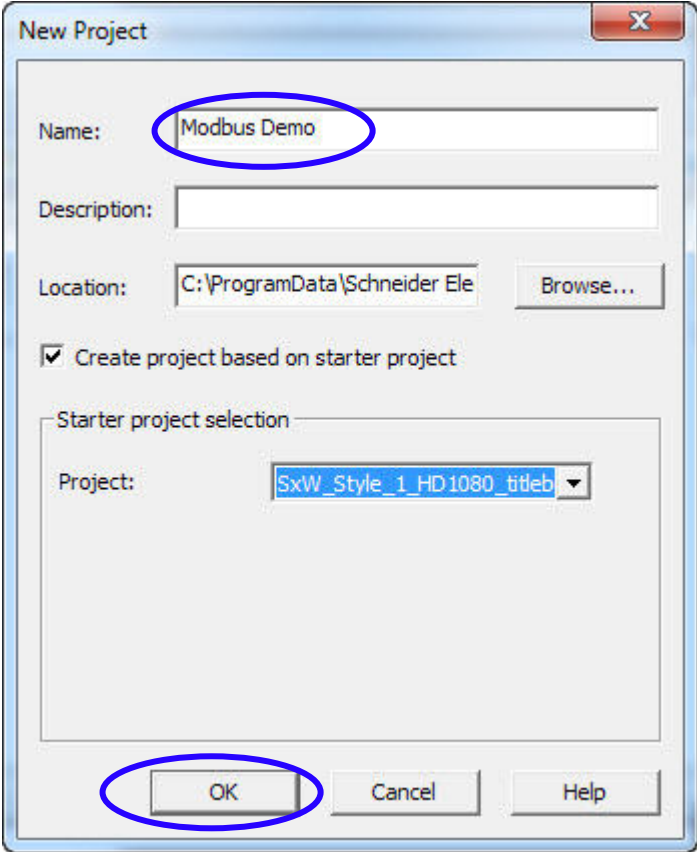 New Project
Name: Modbus Demo
Description:
Location: C:\ProgramData\Schneider Ele Browse...
Create project based on starter project
Starter project selection
Project: SxW_Style_1_HD1080_titleb
OK Cancel Help